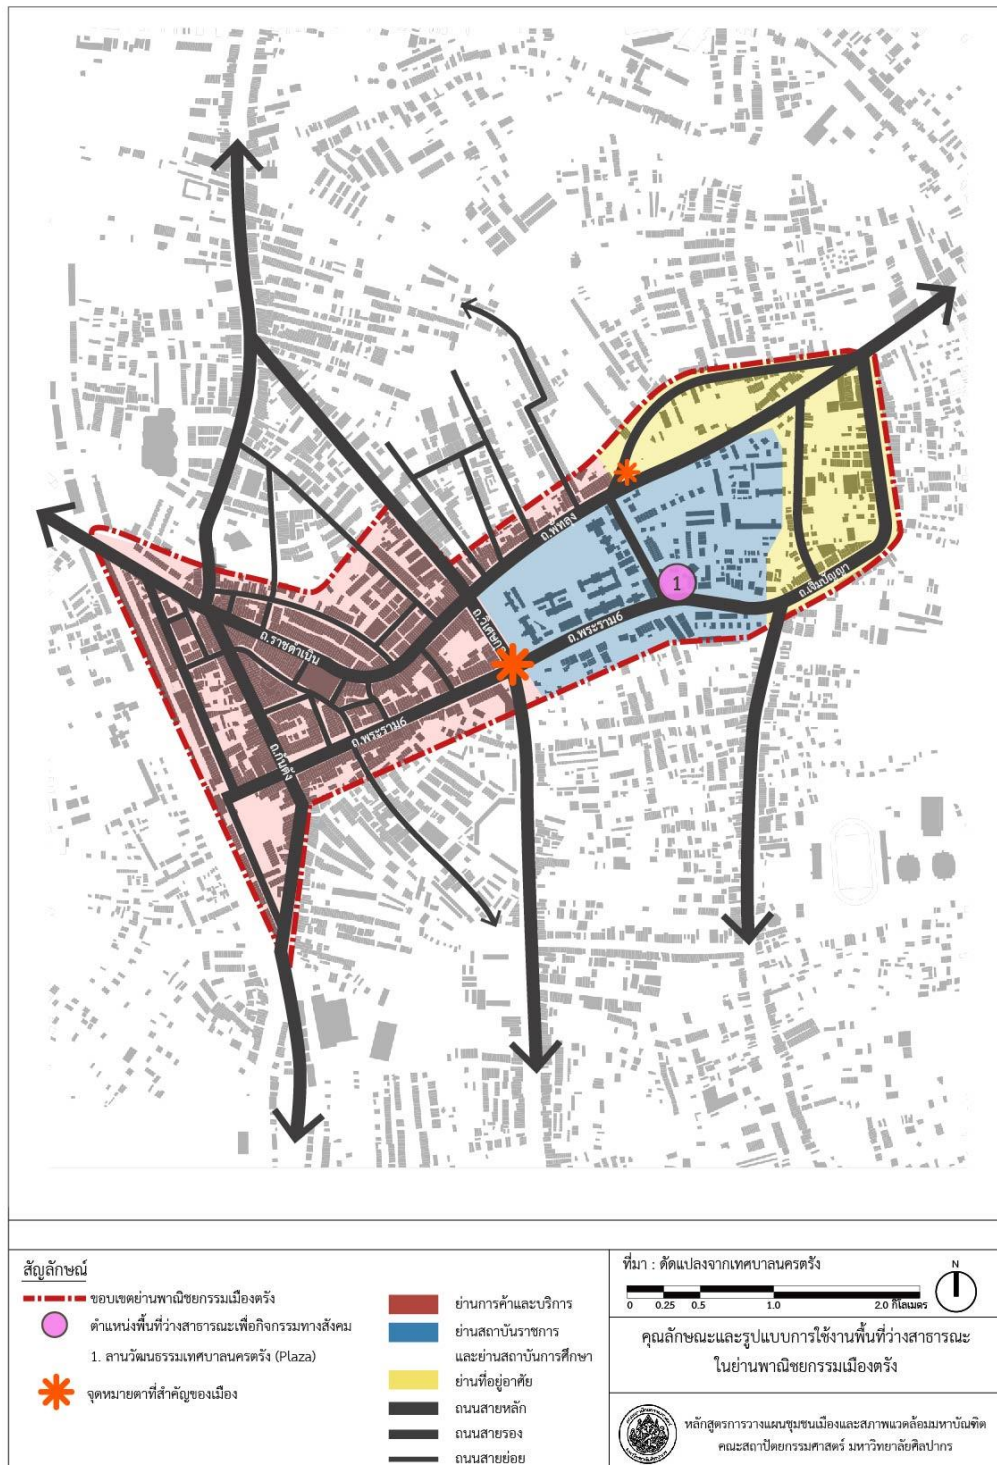 ถ.พัทลุง
ถ.วิเศษกุล
ถ.ราชดำเนิน
ถ.พระราม6
1
ถ.เจิมปัญญา
ถ.พระราม6
ถ.กันตัง
สัญลักษณ์
ขอบเขตย่านพาณิชยกรรมเมืองตรัง
ตำแหน่งพื้นที่ว่างสาธารณะเพื่อกิจกรรมทางสังคม
1. ลานวัฒนธรรมเทศบาลนครตรัง (Plaza)
จุดหมายตาที่สำคัญของเมือง
ย่านการค้าและบริการ
ย่านสถาบันราชการ
และย่านสถาบันการศึกษา
ย่านที่อยู่อาศัย
ถนนสายหลัก
ถนนสายรอง
ถนนสายย่อย
ที่มา : ดัดแปลงจากเทศบาลนครตรัง
N
0 0.25 0.5 1.0 2.0 กิโลเมตร
คุณลักษณะและรูปแบบการใช้งานพื้นที่ว่างสาธารณะ
ในย่านพาณิชยกรรมเมืองตรัง
หลักสูตรการวางแผนชุมชนเมืองและสภาพแวดล้อมมหาบัณฑิต
คณะสถาปัตยกรรมศาสตร์ มหาวิทยาลัยศิลปากร